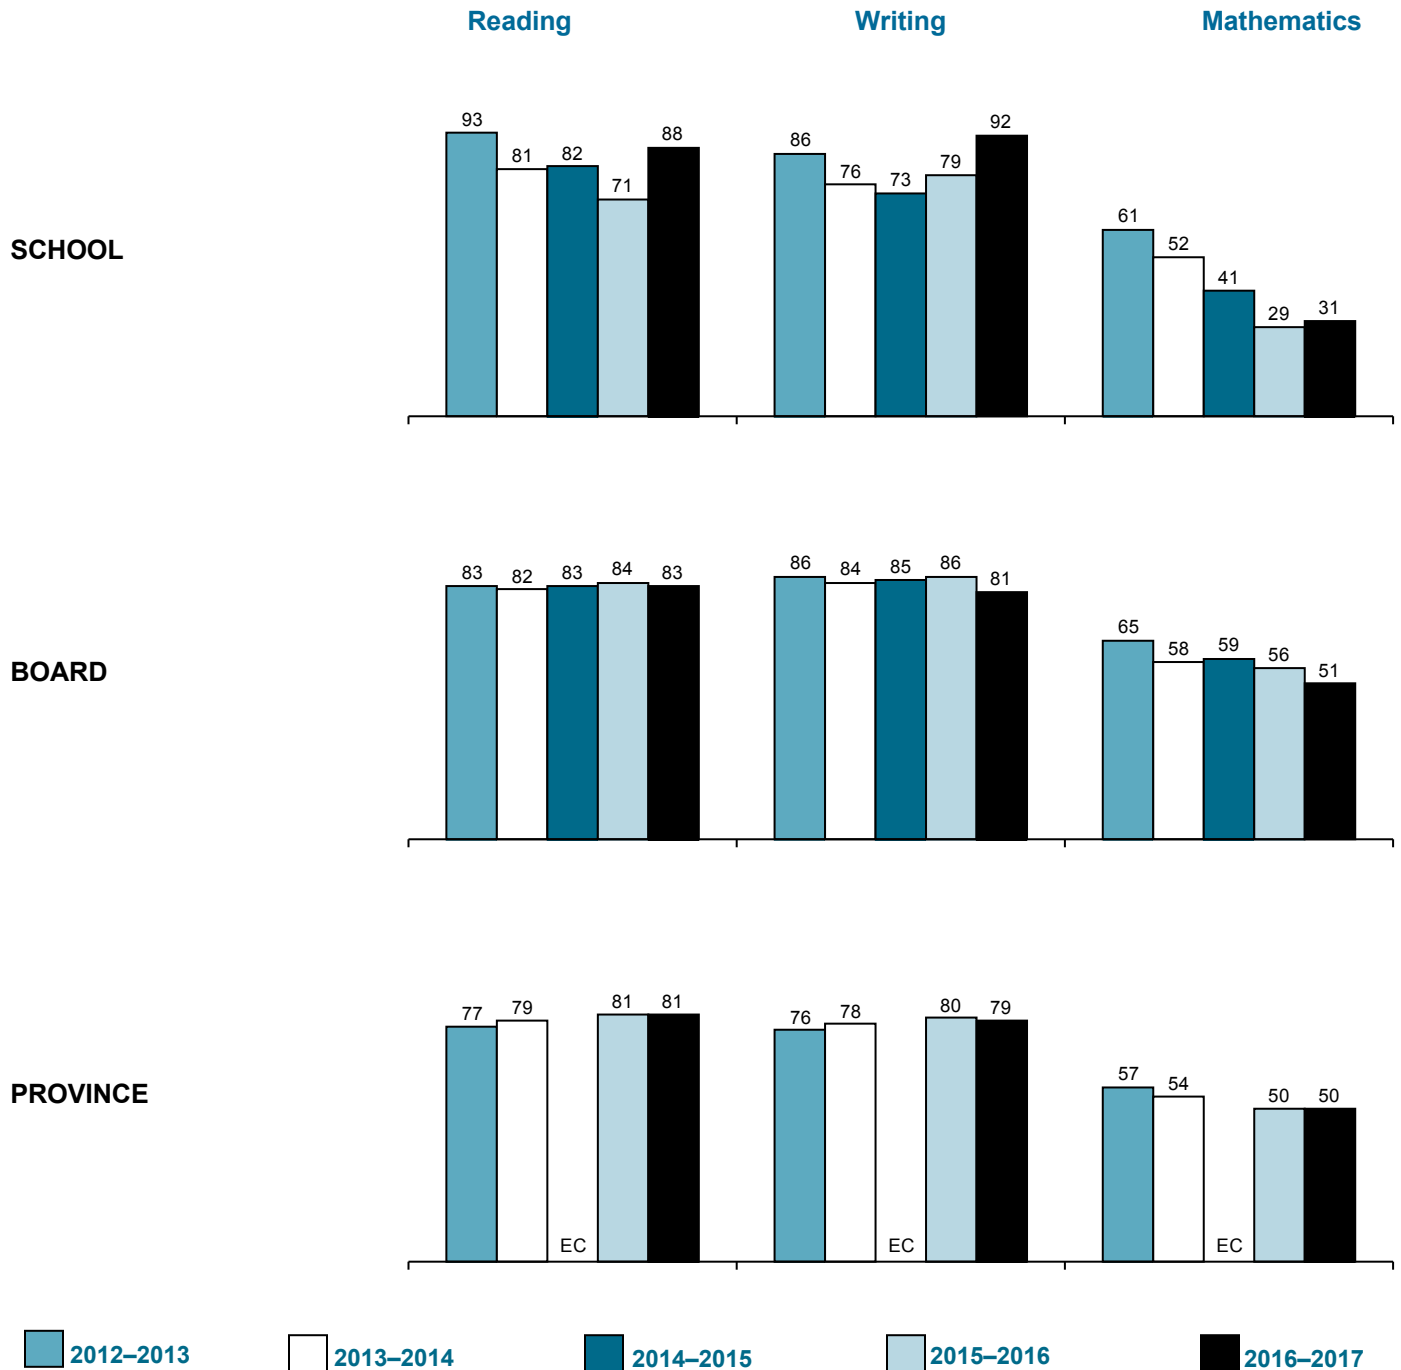 Reading Writing Mathematics
SCHOOL
93 81 82 71 88 86 76 73 79 92 61 52 41 29 31
BOARD
83 82 83 84 83 86 84 85 86 81 65 58 59 56 51
PROVINCE
77 79 EC 81 81 76 78 EC 80 79 57 54 EC 50 50
2012–2013 2013–2014 2014–2015 2015–2016 2016–2017